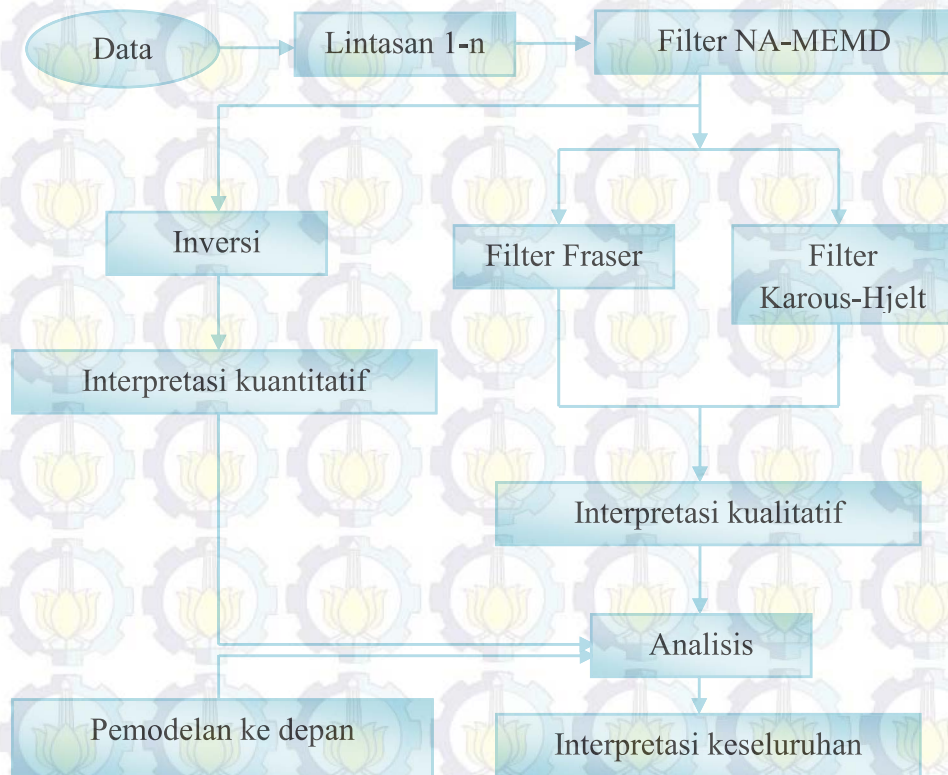 Data
Lintasan 1-n
Filter NA-MEMD
Inversi
Filter Fraser
Filter
Karous-Hjelt
Interpretasi kuantitatif
Interpretasi kualitatif
Analisis
Pemodelan ke depan
Interpretasi keseluruhan